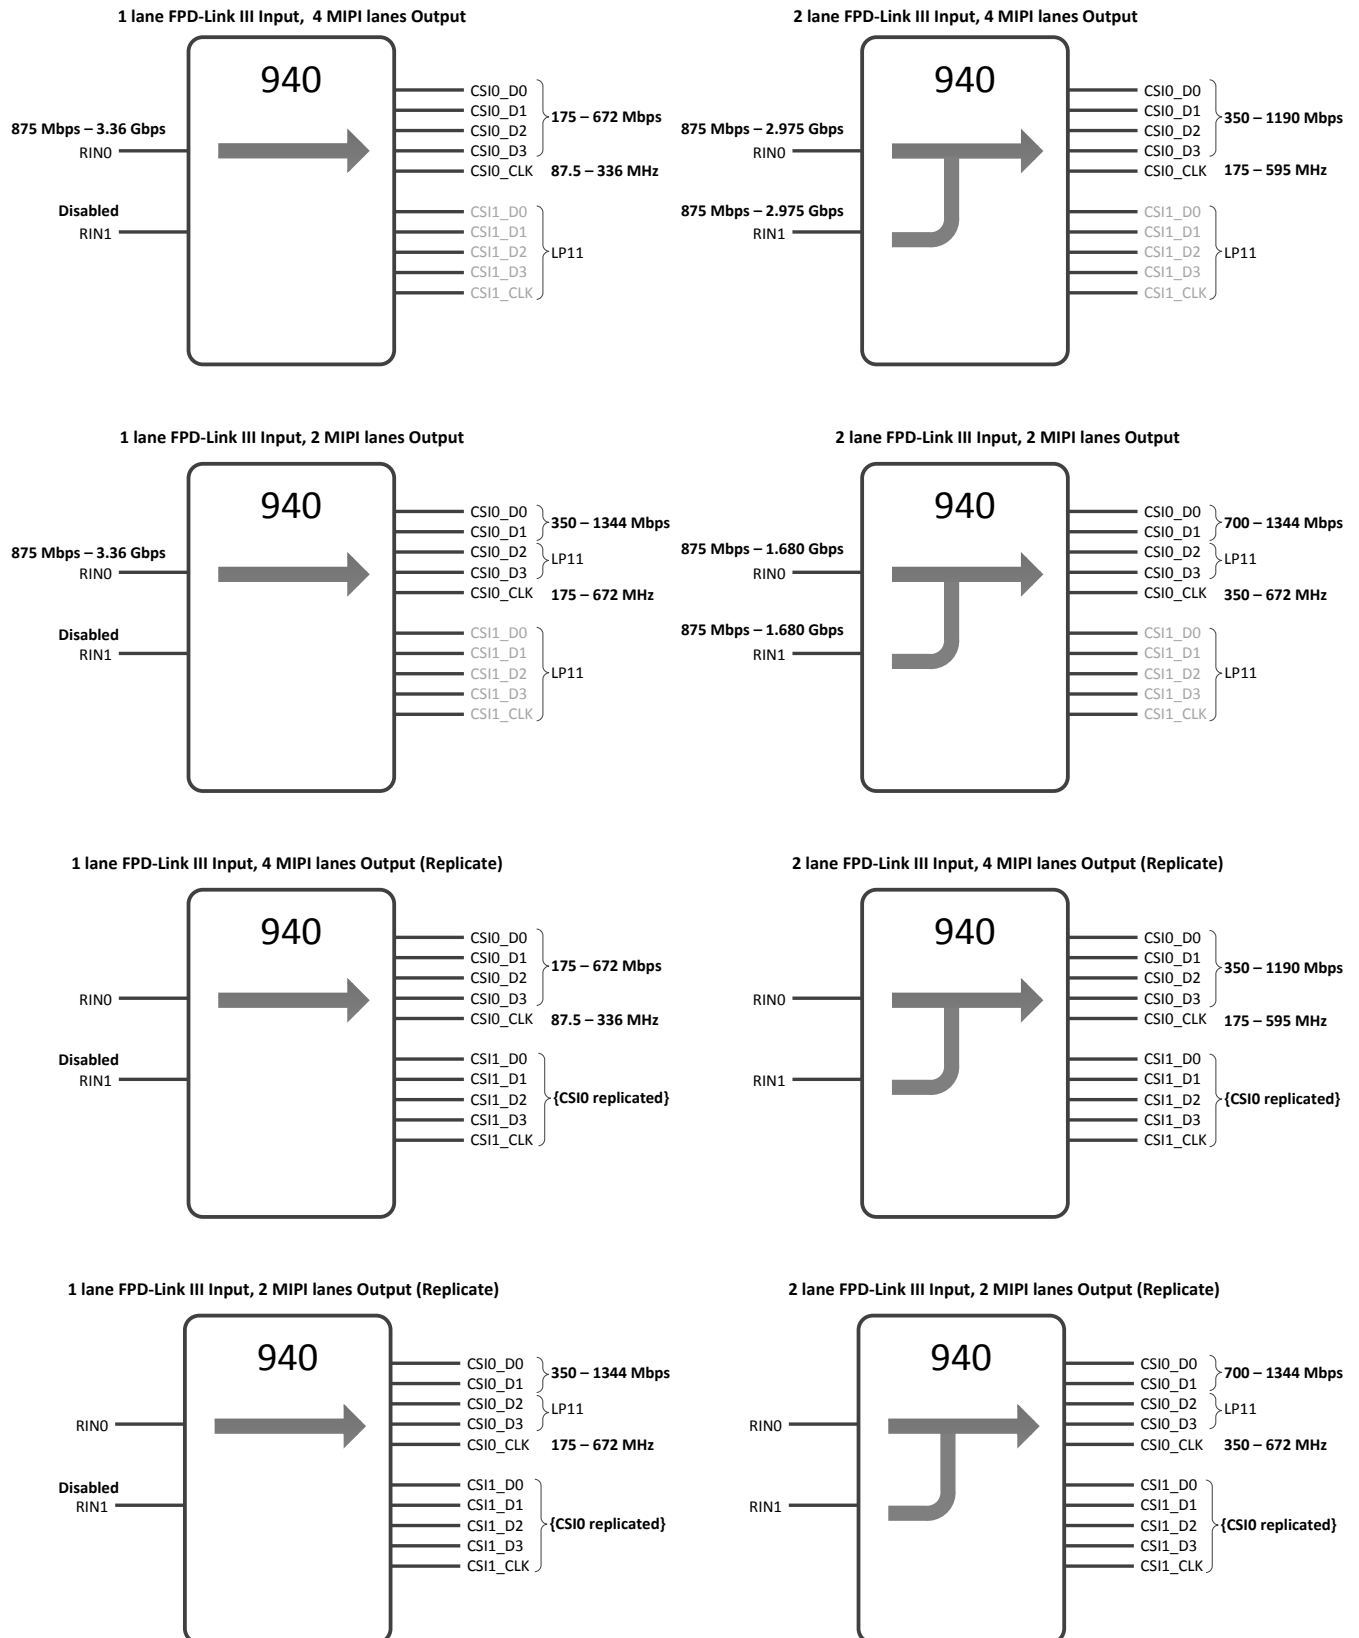 1 lane FPD-Link III Input, 4 MIPI lanes Output
940
875 Mbps – 3.36 Gbps
RIN0
Disabled
RIN1
CSI0_D0
CSI0_D1
CSI0_D2
CSI0_D3
CSI0_CLK
175 – 672 Mbps
87.5 – 336 MHz
CSI1_D0
CSI1_D1
CSI1_D2
CSI1_D3
CSI1_CLK
LP11
2 lane FPD-Link III Input, 4 MIPI lanes Output
940
875 Mbps – 2.975 Gbps
RIN0
875 Mbps – 2.975 Gbps
RIN1
CSI0_D0
CSI0_D1
CSI0_D2
CSI0_D3
CSI0_CLK
350 – 1190 Mbps
175 – 595 MHz
CSI1_D0
CSI1_D1
CSI1_D2
CSI1_D3
CSI1_CLK
LP11
1 lane FPD-Link III Input, 2 MIPI lanes Output
940
875 Mbps – 3.36 Gbps
RIN0
Disabled
RIN1
CSI0_D0
CSI0_D1
350 – 1344 Mbps
CSI0_D2
CSI0_D3
LP11
CSI0_CLK
175 – 672 MHz
CSI1_D0
CSI1_D1
CSI1_D2
CSI1_D3
CSI1_CLK
LP11
2 lane FPD-Link III Input, 2 MIPI lanes Output
940
875 Mbps – 1.680 Gbps
RIN0
875 Mbps – 1.680 Gbps
RIN1
CSI0_D0
CSI0_D1
700 – 1344 Mbps
CSI0_D2
CSI0_D3
LP11
CSI0_CLK
350 – 672 MHz
CSI1_D0
CSI1_D1
CSI1_D2
CSI1_D3
CSI1_CLK
LP11
1 lane FPD-Link III Input, 4 MIPI lanes Output (Replicate)
940
RIN0
Disabled
RIN1
CSI0_D0
CSI0_D1
CSI0_D2
CSI0_D3
CSI0_CLK
175 – 672 Mbps
87.5 – 336 MHz
CSI1_D0
CSI1_D1
CSI1_D2
CSI1_D3
CSI1_CLK
{CSI0 replicated}
2 lane FPD-Link III Input, 4 MIPI lanes Output (Replicate)
940
RIN0
RIN1
CSI0_D0
CSI0_D1
CSI0_D2
CSI0_D3
CSI0_CLK
350 – 1190 Mbps
175 – 595 MHz
CSI1_D0
CSI1_D1
CSI1_D2
CSI1_D3
CSI1_CLK
{CSI0 replicated}
1 lane FPD-Link III Input, 2 MIPI lanes Output (Replicate)
940
RIN0
Disabled
RIN1
CSI0_D0
CSI0_D1
350 – 1344 Mbps
CSI0_D2
CSI0_D3
LP11
CSI0_CLK
175 – 672 MHz
CSI1_D0
CSI1_D1
CSI1_D2
CSI1_D3
CSI1_CLK
{CSI0 replicated}
2 lane FPD-Link III Input, 2 MIPI lanes Output (Replicate)
940
RIN0
RIN1
CSI0_D0
CSI0_D1
700 – 1344 Mbps
CSI0_D2
CSI0_D3
LP11
CSI0_CLK
350 – 672 MHz
CSI1_D0
CSI1_D1
CSI1_D2
CSI1_D3
CSI1_CLK
{CSI0 replicated}